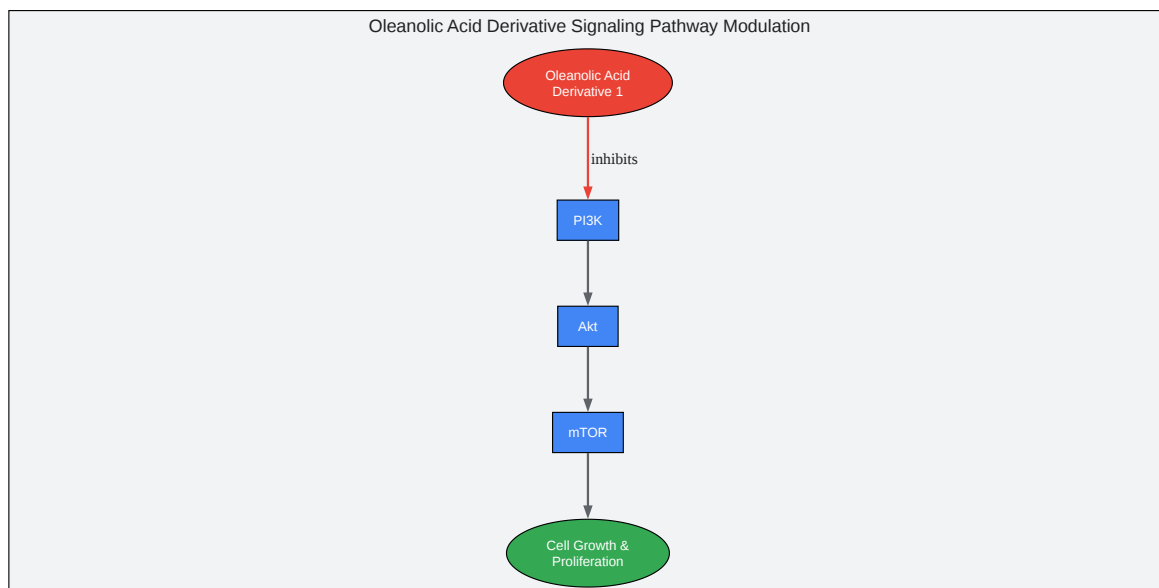 Oleanolic Acid Derivative Signaling Pathway Modulation
Oleanolic Acid
Derivative 1
inhibits
PI3K
Akt
mTOR
Cell Growth &
Proliferation